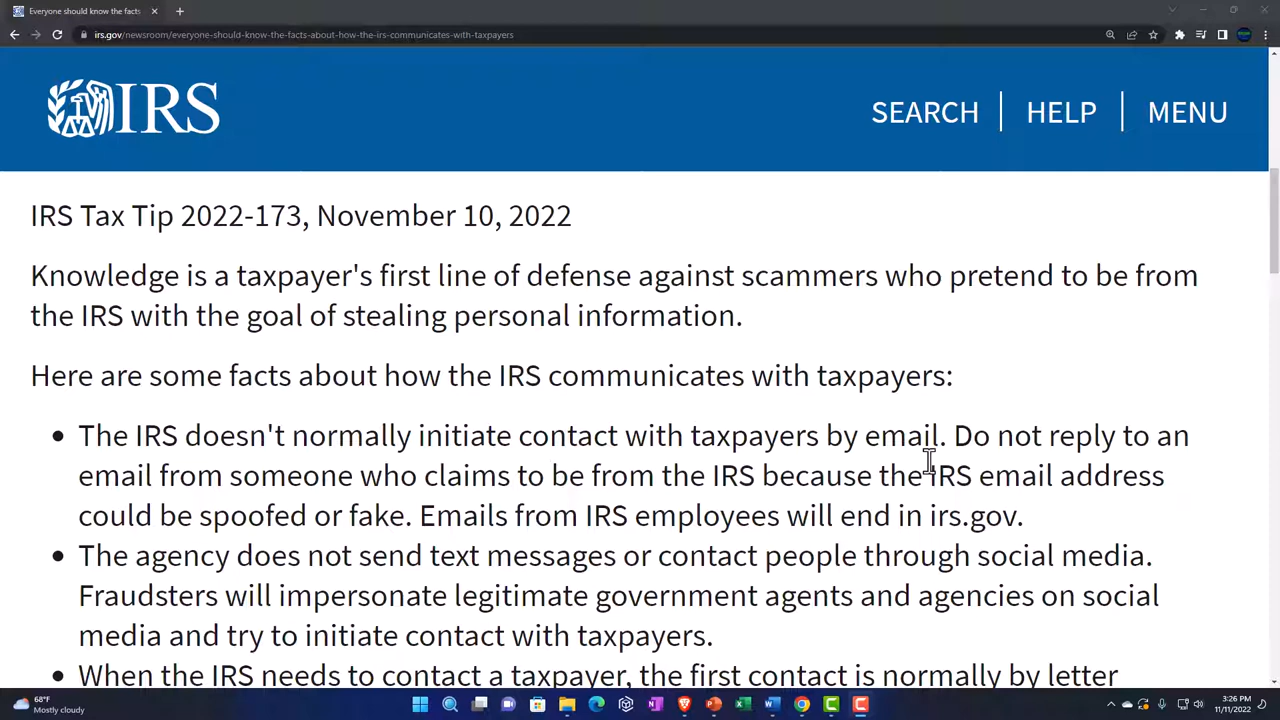 Everyone should know the facts
irs.gov/newsroom/everyone-should-know-the-facts-about-how-the-irs-communicates-with-taxpayers
IRS
SEARCH HELP MENU
IRS Tax Tip 2022-173, November 10, 2022
Knowledge is a taxpayer's first line of defense against scammers who pretend to be from
the IRS with the goal of stealing personal information.
Here are some facts about how the IRS communicates with taxpayers:
• The IRS doesn't normally initiate contact with taxpayers by email. Do not reply to an
email from someone who claims to be from the IRS because the IRS email address
could be spoofed or fake. Emails from IRS employees will end in irs.gov.
• The agency does not send text messages or contact people through social media.
Fraudsters will impersonate legitimate government agents and agencies on social
media and try to initiate contact with taxpayers.
• When the IRS needs to contact a taxpayer, the first contact is normally by letter
68°F
Mostly cloudy
3:26 PM
11/11/2022